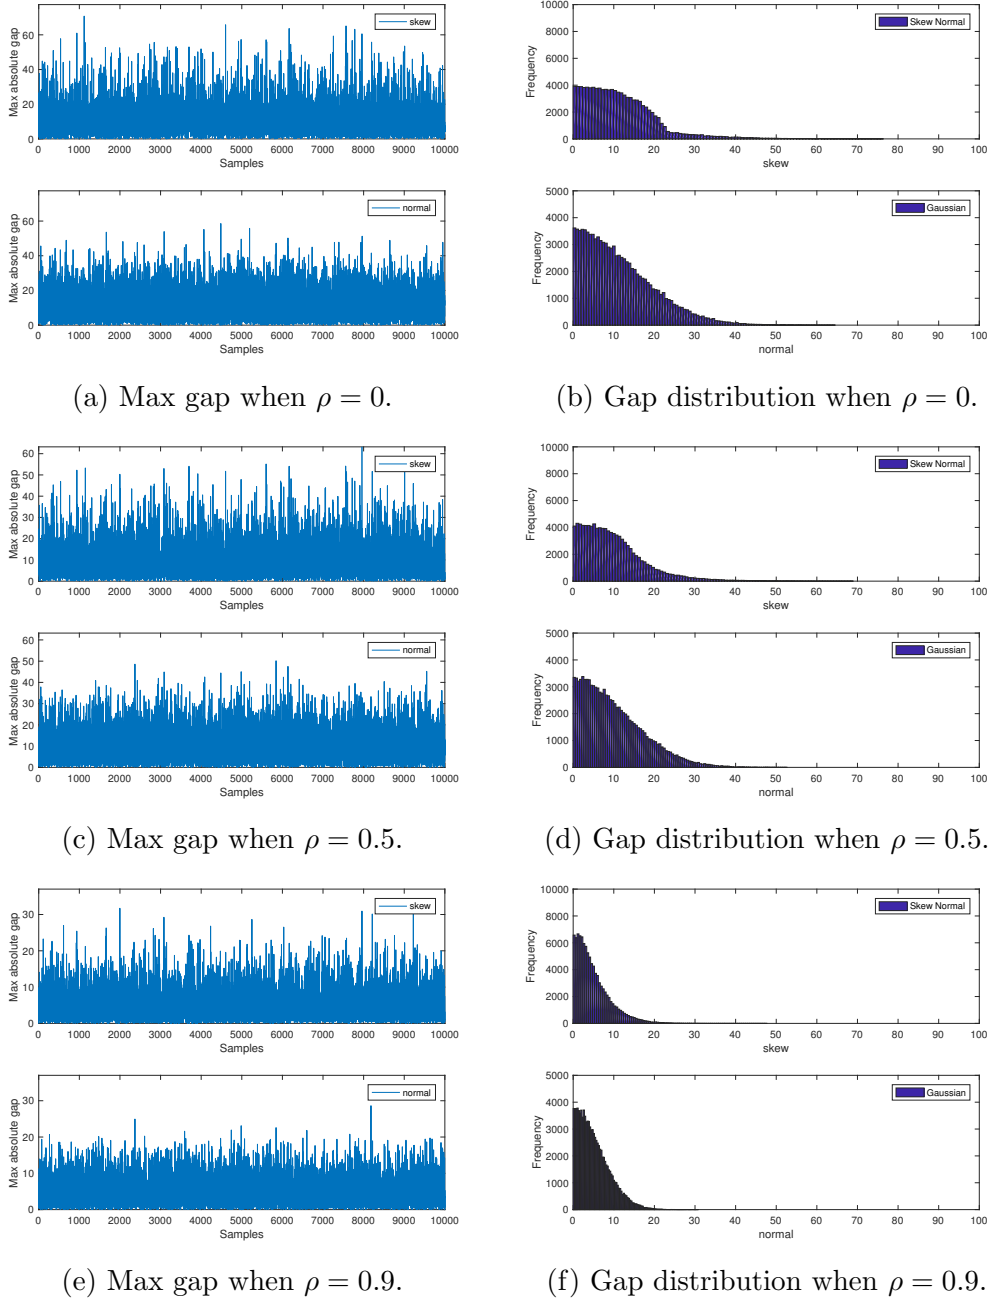 Max absolute gap
60
40
20
0
skew
0 1000 2000 3000 4000 5000 6000 7000 8000 9000 10000
Samples
Frequency
10000
8000
6000
4000
2000
0
Skew Normal
0 10 20 30 40 50 60 70 80 90 100
skew
Max absolute gap
60
40
20
0
normal
0 1000 2000 3000 4000 5000 6000 7000 8000 9000 10000
Samples
Frequency
5000
4000
3000
2000
1000
0
Gaussian
0 10 20 30 40 50 60 70 80 90 100
normal
(a) Max gap when ρ = 0.
(b) Gap distribution when ρ = 0.
Max absolute gap
60
50
40
30
20
10
0
skew
0 1000 2000 3000 4000 5000 6000 7000 8000 9000 10000
Samples
Frequency
10000
8000
6000
4000
2000
0
Skew Normal
0 10 20 30 40 50 60 70 80 90 100
skew
Max absolute gap
60
50
40
30
20
10
0
normal
0 1000 2000 3000 4000 5000 6000 7000 8000 9000 10000
Samples
Frequency
5000
4000
3000
2000
1000
0
Gaussian
0 10 20 30 40 50 60 70 80 90 100
normal
(c) Max gap when ρ = 0.5.
(d) Gap distribution when ρ = 0.5.
Max absolute gap
30
20
10
0
skew
0 1000 2000 3000 4000 5000 6000 7000 8000 9000 10000
Samples
Frequency
10000
8000
6000
4000
2000
0
Skew Normal
0 10 20 30 40 50 60 70 80 90 100
skew
Max absolute gap
30
20
10
0
normal
0 1000 2000 3000 4000 5000 6000 7000 8000 9000 10000
Samples
Frequency
5000
4000
3000
2000
1000
0
Gaussian
0 10 20 30 40 50 60 70 80 90 100
normal
(e) Max gap when ρ = 0.9.
(f) Gap distribution when ρ = 0.9.